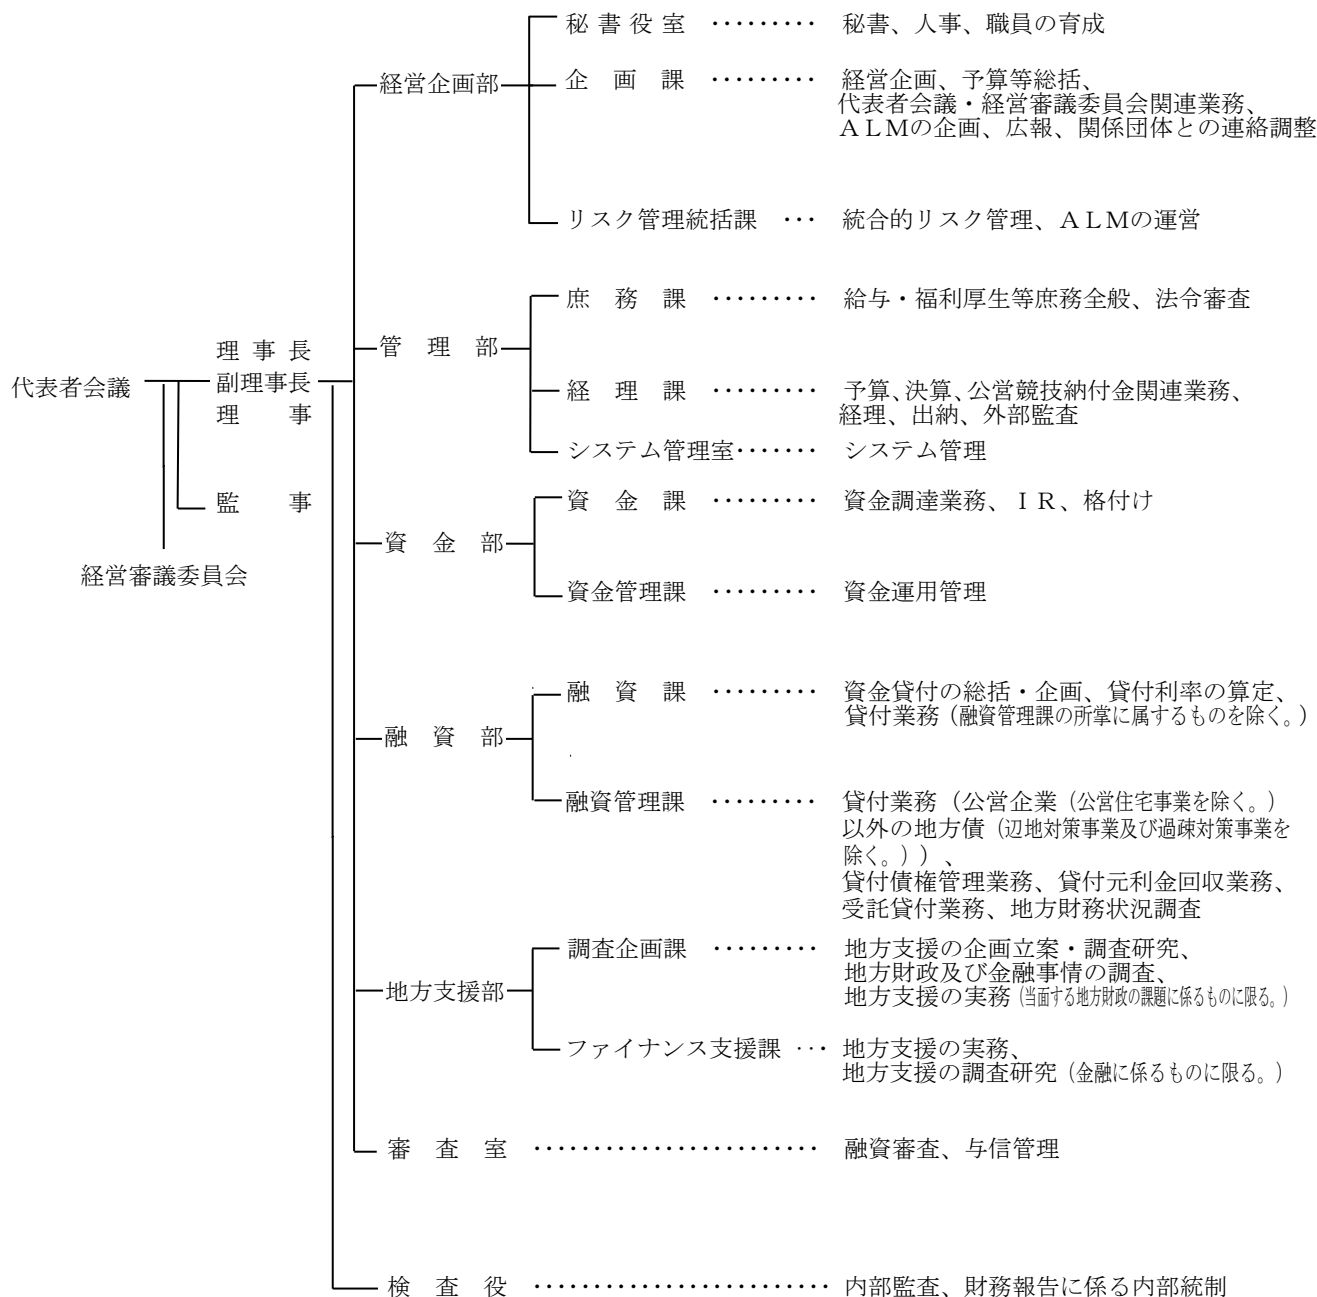 秘書役室 ········· 秘書、人事、職員の育成
経営企画部
企画課 ········· 経営企画、予算等総括、
代表者会議・経営審議委員会関連業務、
ＡＬＭの企画、広報、関係団体との連絡調整
リスク管理統括課 ··· 統合的リスク管理、ＡＬＭの運営
庶務課 ········· 給与・福利厚生等庶務全般、法令審査
管理部
代表者会議
理事長
副理事長
理事
経理課 ········· 予算、決算、公営競技納付金関連業務、
経理、出納、外部監査
システム管理室······· システム管理
監事
経営審議委員会
資金課 ········· 資金調達業務、ＩＲ、格付け
資金部
資金管理課 ········· 資金運用管理
融資課 ········· 資金貸付の総括・企画、貸付利率の算定、
貸付業務（融資管理課の所掌に属するものを除く。）
融資部
融資管理課 ········· 貸付業務（公営企業（公営住宅事業を除く。）
以外の地方債（辺地対策事業及び過疎対策事業を
除く。））、
貸付債権管理業務、貸付元利金回収業務、
受託貸付業務、地方財務状況調査
調査企画課 ········· 地方支援の企画立案・調査研究、
地方財政及び金融事情の調査、
地方支援部
地方支援の実務（当面する地方財政の課題に係るものに限る。）
ファイナンス支援課 ··· 地方支援の実務、
地方支援の調査研究（金融に係るものに限る。）
審査室 ························ 融資審査、与信管理
検査役 ························· 内部監査、財務報告に係る内部統制